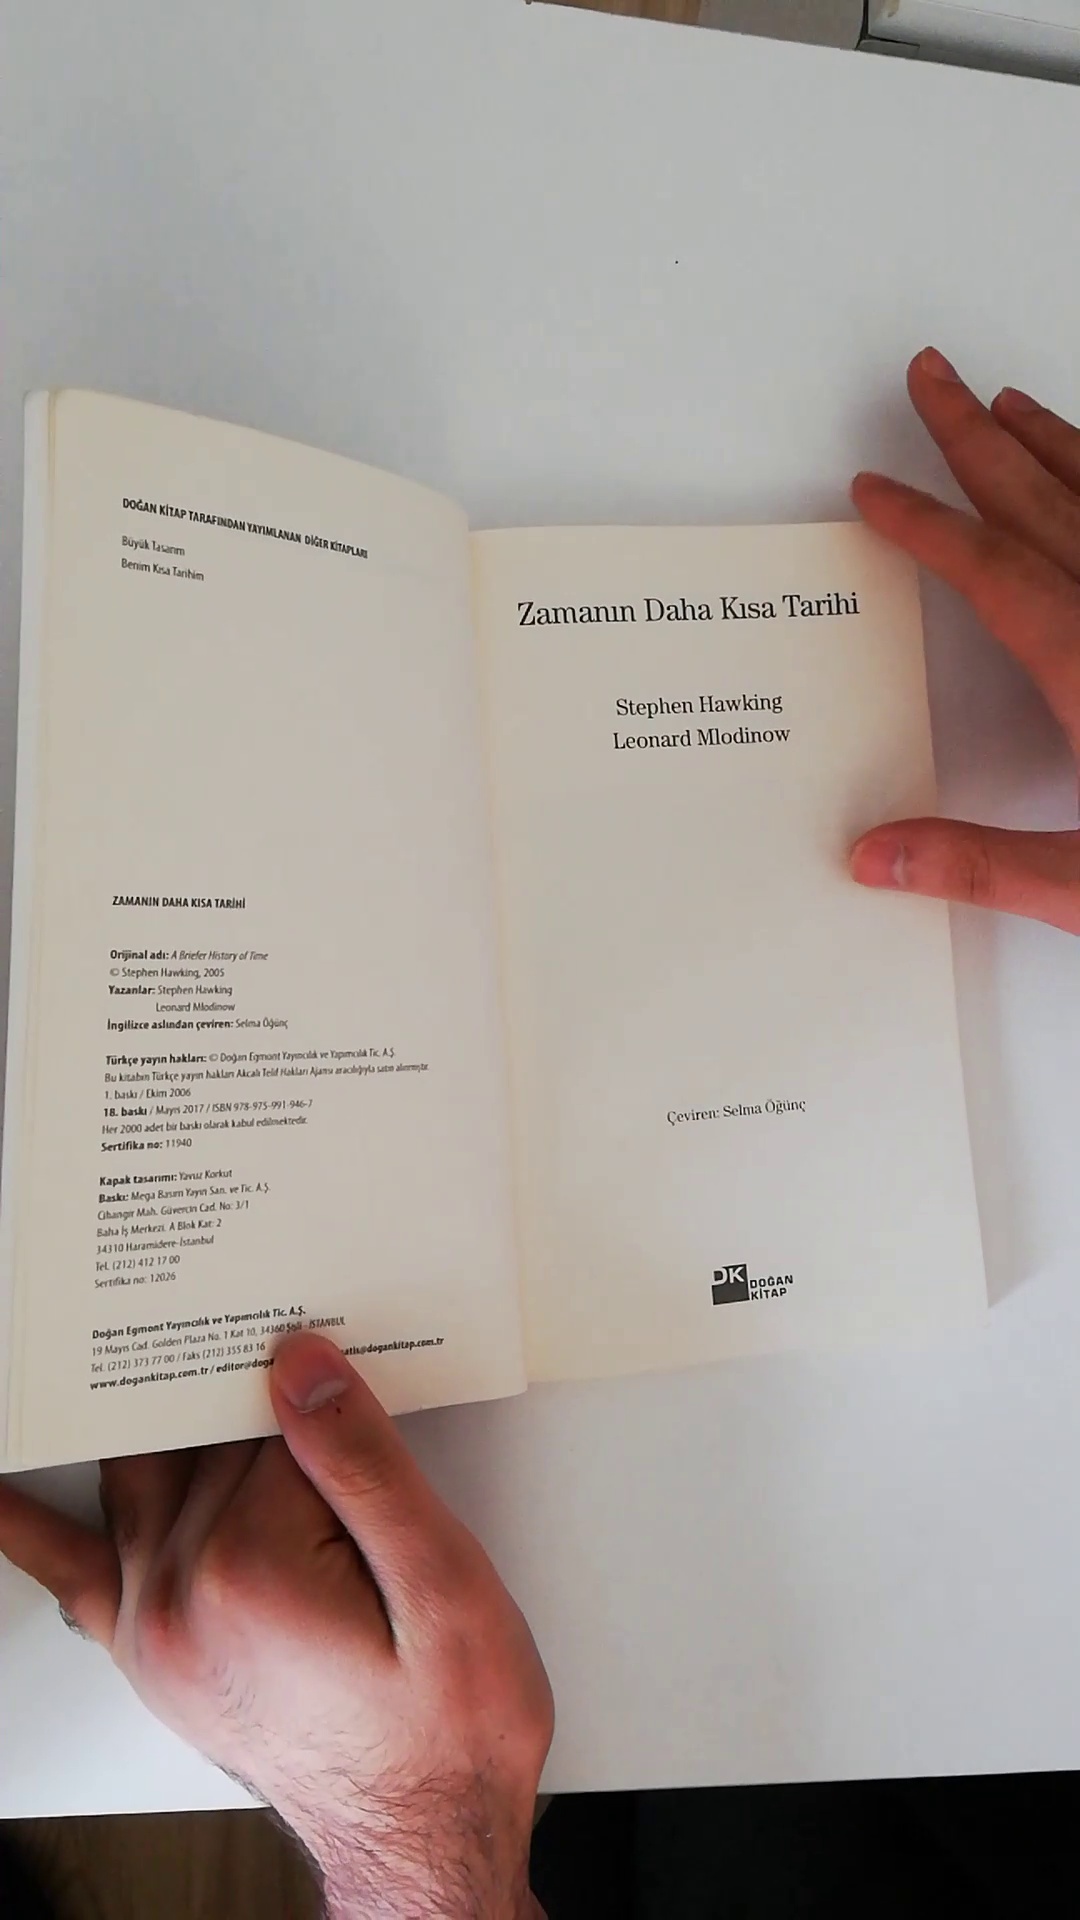 DOĞAN KİTAP TARAFINDAN YAYIMLANAN DİĞER KİTAPLARI
Büyük Tasarım
Benim Kısa Tarihim
ZAMANIN DAHA KISA TARİHİ
Orijinal adı: A Briefer History of Time
© Stephen Hawking, 2005
Yazanlar: Stephen Hawking
Leonard Mlodinow
İngilizce aslından çeviren: Selma Öğünç
Türkçe yayın hakları: © Doğan Egmont Yayıncılık ve Yapımcılık Tic. A.Ş.
Bu kitabın Türkçe yayın hakları Akcalı Telif Hakları Ajansı aracılığıyla satın alınmıştır.
1. baskı / Ekim 2006
18. baskı / Mayıs 2017 / ISBN 978-975-991-946-7
Her 2000 adet bir baskı olarak kabul edilmektedir.
Sertifika no: 11940
Kapak tasarımı: Yavuz Korkut
Baskı: Mega Basım Yayın San. ve Tic. A.Ş.
Cihangir Mah. Güvercin Cad. No: 3/1
Baha İş Merkezi. A Blok Kat: 2
34310 Haramidere-İstanbul
Tel. (212) 412 17 00
Sertifika no: 12026
Doğan Egmont Yayıncılık ve Yapımcılık Tic. A.Ş.
19 Mayıs Cad. Golden Plaza No. 1 Kat 10, 34360 Şişli - İSTANBUL
Tel. (212) 373 77 00 / Faks (212) 355 83 16
www.dogankitap.com.tr / editor@doga atis@dogankitap.com.tr
Zamanın Daha Kısa Tarihi
Stephen Hawking
Leonard Mlodinow
Çeviren: Selma Öğünç
DK DOĞAN
KİTAP